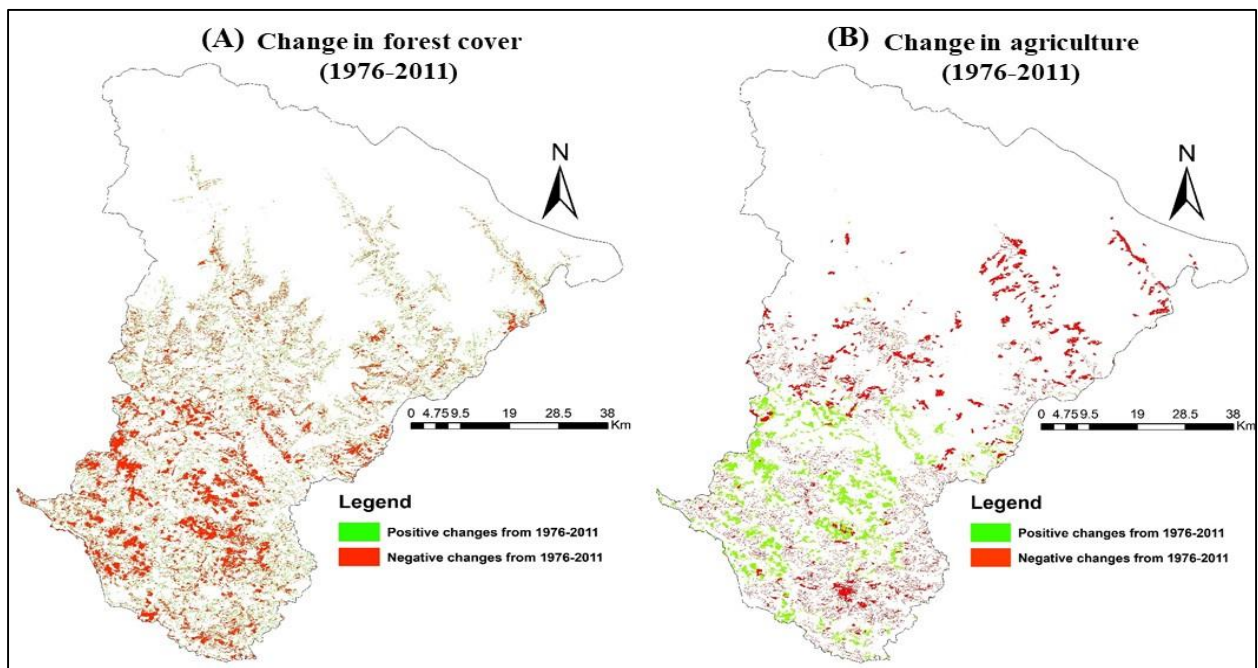 (A) Change in forest cover
(1976-2011)
N
0 4.75 9.5 19 28.5 38
Km
Legend
Positive changes from 1976-2011
Negative changes from 1976-2011
(B) Change in agriculture
(1976-2011)
N
0 4.75 9.5 19 28.5 38
Km
Legend
Positive changes from 1976-2011
Negative changes from 1976-2011